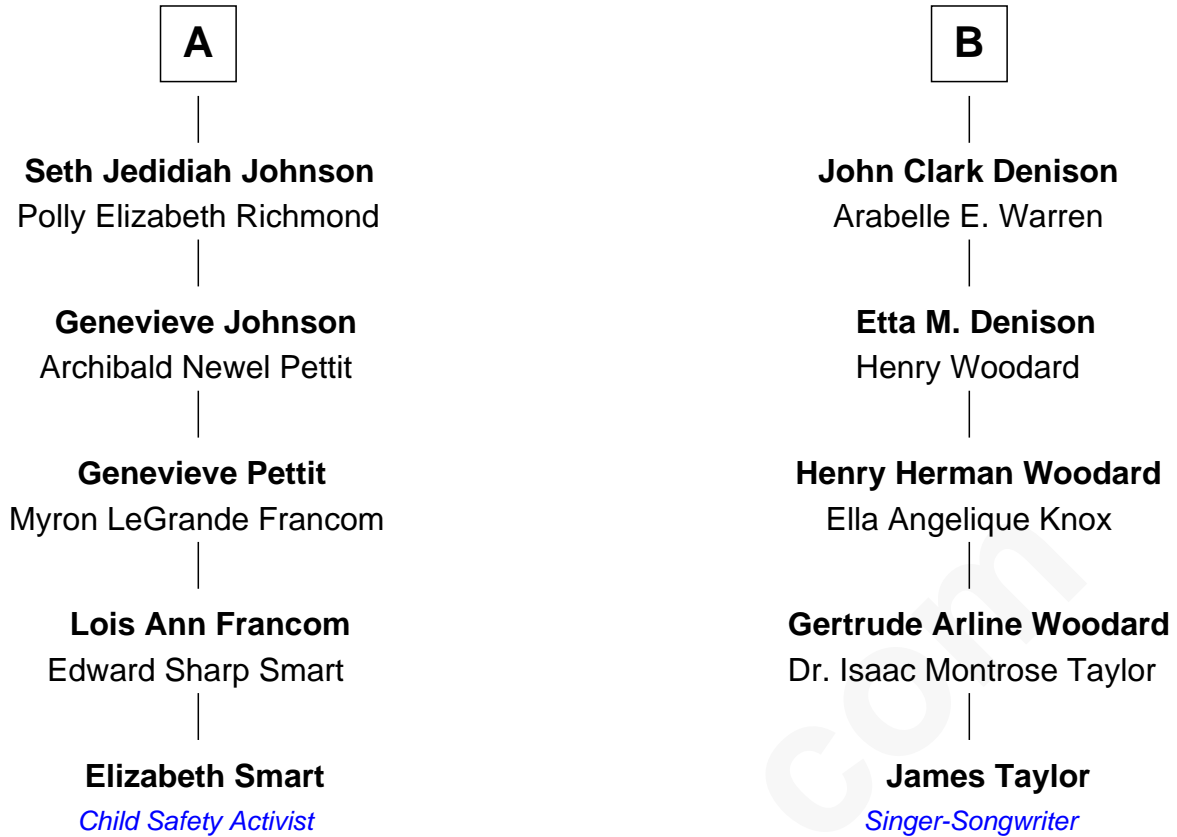 A
Seth Jedidiah Johnson
Polly Elizabeth Richmond
Genevieve Johnson
Archibald Newel Pettit
Genevieve Pettit
Myron LeGrande Francom
Lois Ann Francom
Edward Sharp Smart
Elizabeth Smart
Child Safety Activist
B
John Clark Denison
Arabelle E. Warren
Etta M. Denison
Henry Woodard
Henry Herman Woodard
Ella Angelique Knox
Gertrude Arline Woodard
Dr. Isaac Montrose Taylor
James Taylor
Singer-Songwriter
com